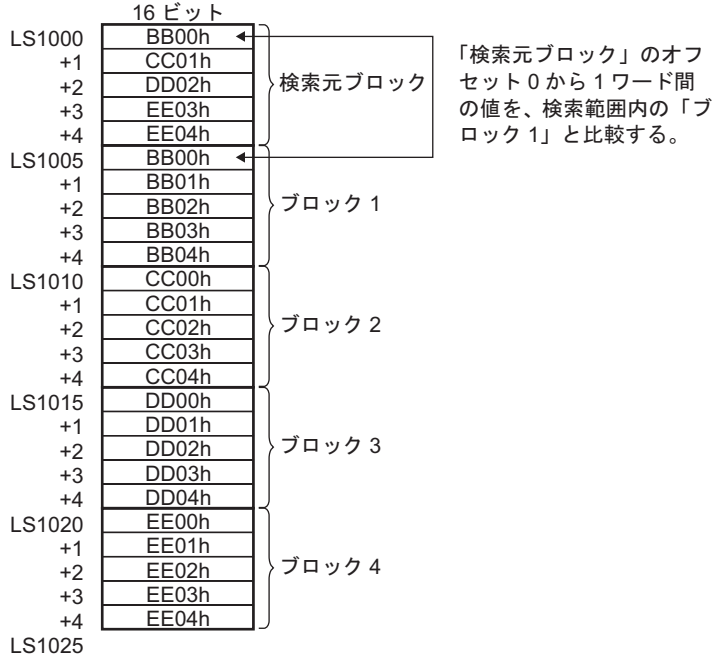 16 ビット
LS1000 BB00h
+1 CC01h
+2 DD02h
+3 EE03h
+4 EE04h
検索元ブロック
「検索元ブロック」のオフ
セット 0 から 1 ワード間
の値を、検索範囲内の「ブ
ロック 1」と比較する。
LS1005 BB00h
+1 BB01h
+2 BB02h
+3 BB03h
+4 BB04h
ブロック 1
LS1010 CC00h
+1 CC01h
+2 CC02h
+3 CC03h
+4 CC04h
ブロック 2
LS1015 DD00h
+1 DD01h
+2 DD02h
+3 DD03h
+4 DD04h
ブロック 3
LS1020 EE00h
+1 EE01h
+2 EE02h
+3 EE03h
+4 EE04h
ブロック 4
LS1025